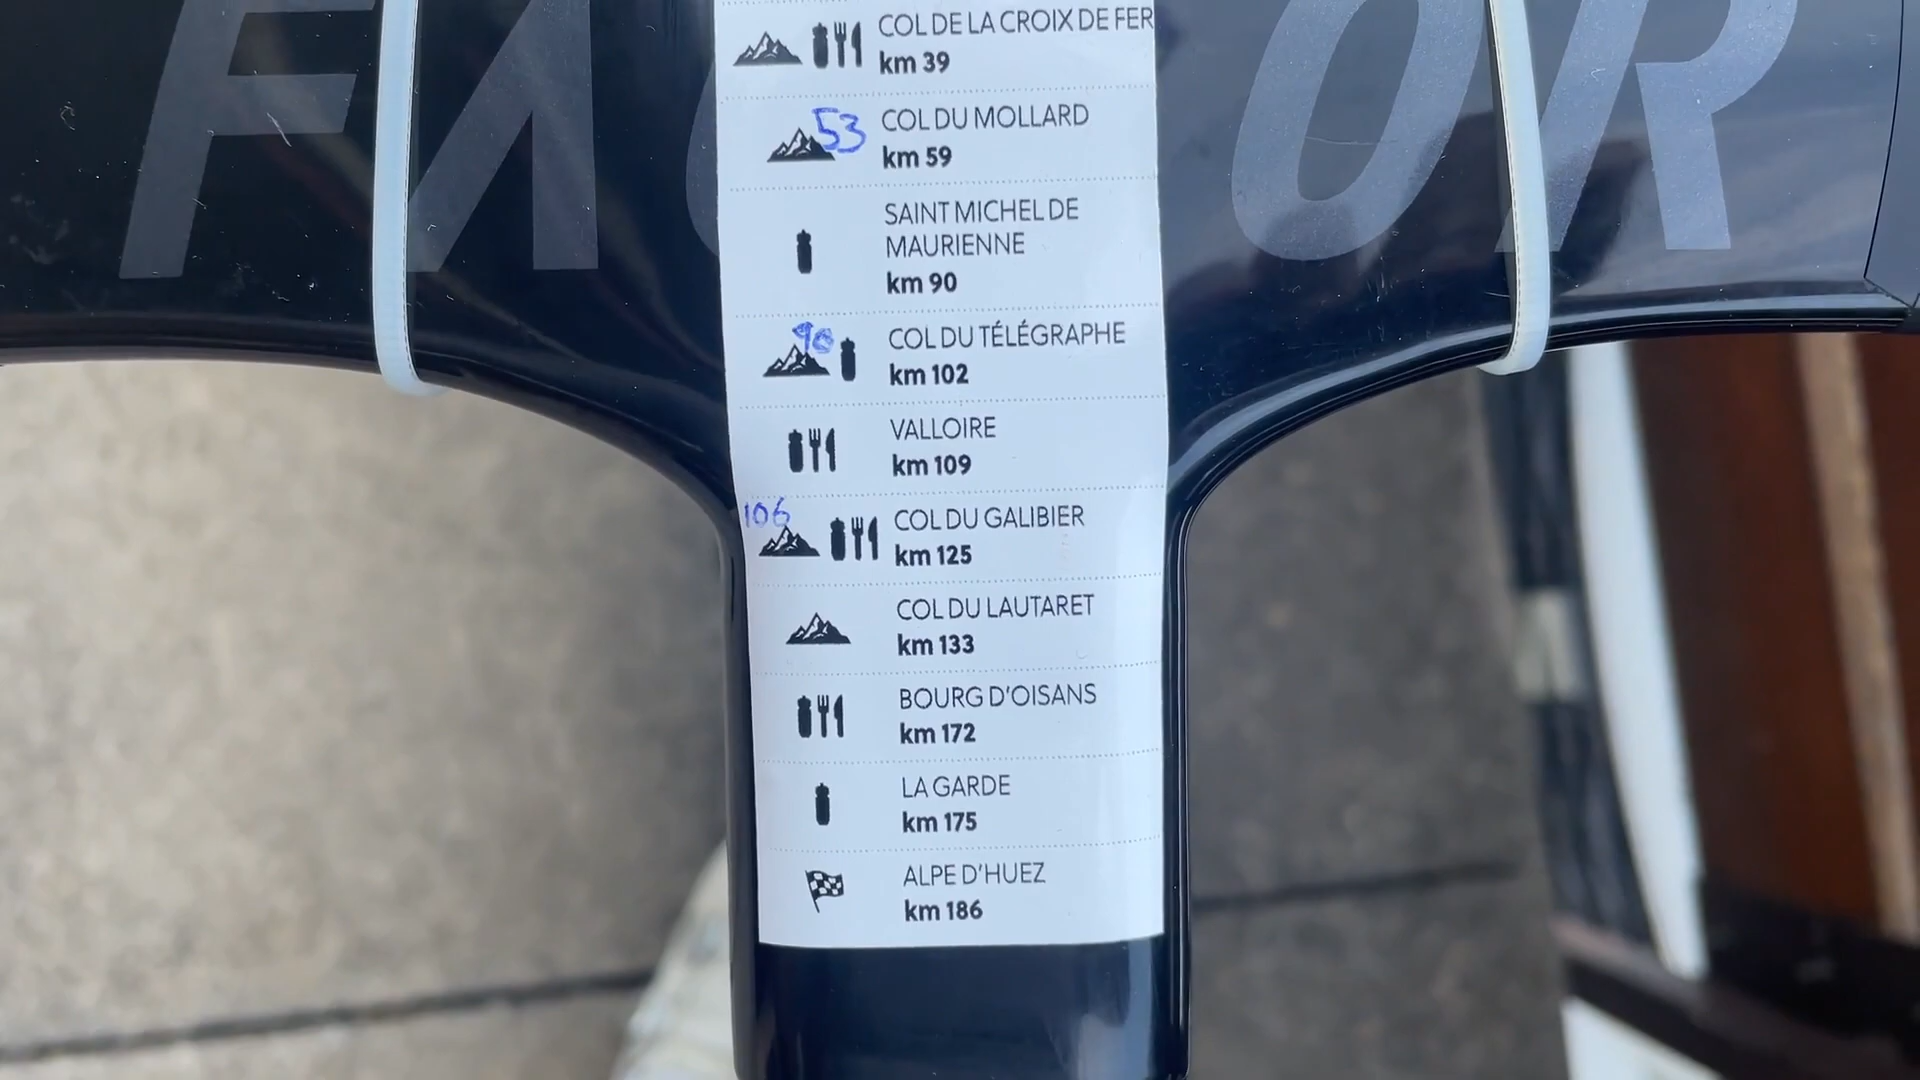 FACTOR
COL DE LA CROIX DE FER
km 39
53
COL DU MOLLARD
km 59
SAINT MICHEL DE
MAURIENNE
km 90
90
COL DU TÉLÉGRAPHE
km 102
VALLOIRE
km 109
106
COL DU GALIBIER
km 125
COL DU LAUTARET
km 133
BOURG D'OISANS
km 172
LA GARDE
km 175
ALPE D'HUEZ
km 186